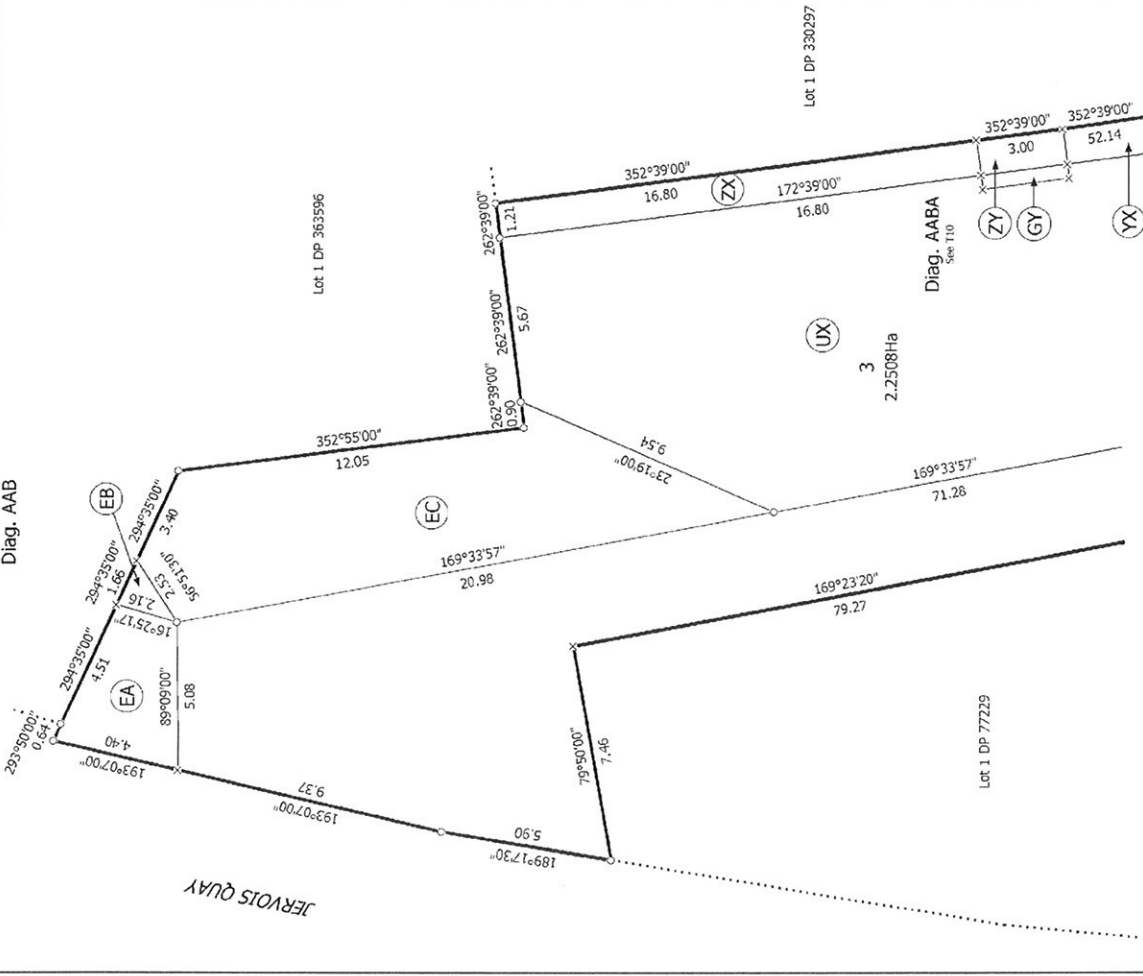 Diag. AAB
Lot 1 DP 330297
Lot 1 DP 363596
293°50'00"
0.64
294°35'00"
4.51
294°35'00"
1.66
EB
294°35'00"
3.40
2.16
16°25'17"
2.53
56°51'30"
EA
4.40
193°07'00"
89°09'00"
5.08
352°55'00"
12.05
262°39'00"
1.21
262°39'00"
5.67
262°39'00"
0.90
352°39'00"
16.80
ZX
172°39'00"
16.80
352°39'00"
3.00
352°39'00"
52.14
Diag. AABA
See T10
ZY
GY
YX
9.37
193°07'00"
EC
169°33'57"
20.98
9.54
23°19'00"
UX
3
2.2508Ha
169°33'57"
71.28
5.90
189°17'30"
79°50'00"
7.46
169°23'20"
79.27
JERVOIS QUAY
Lot 1 DP 77229